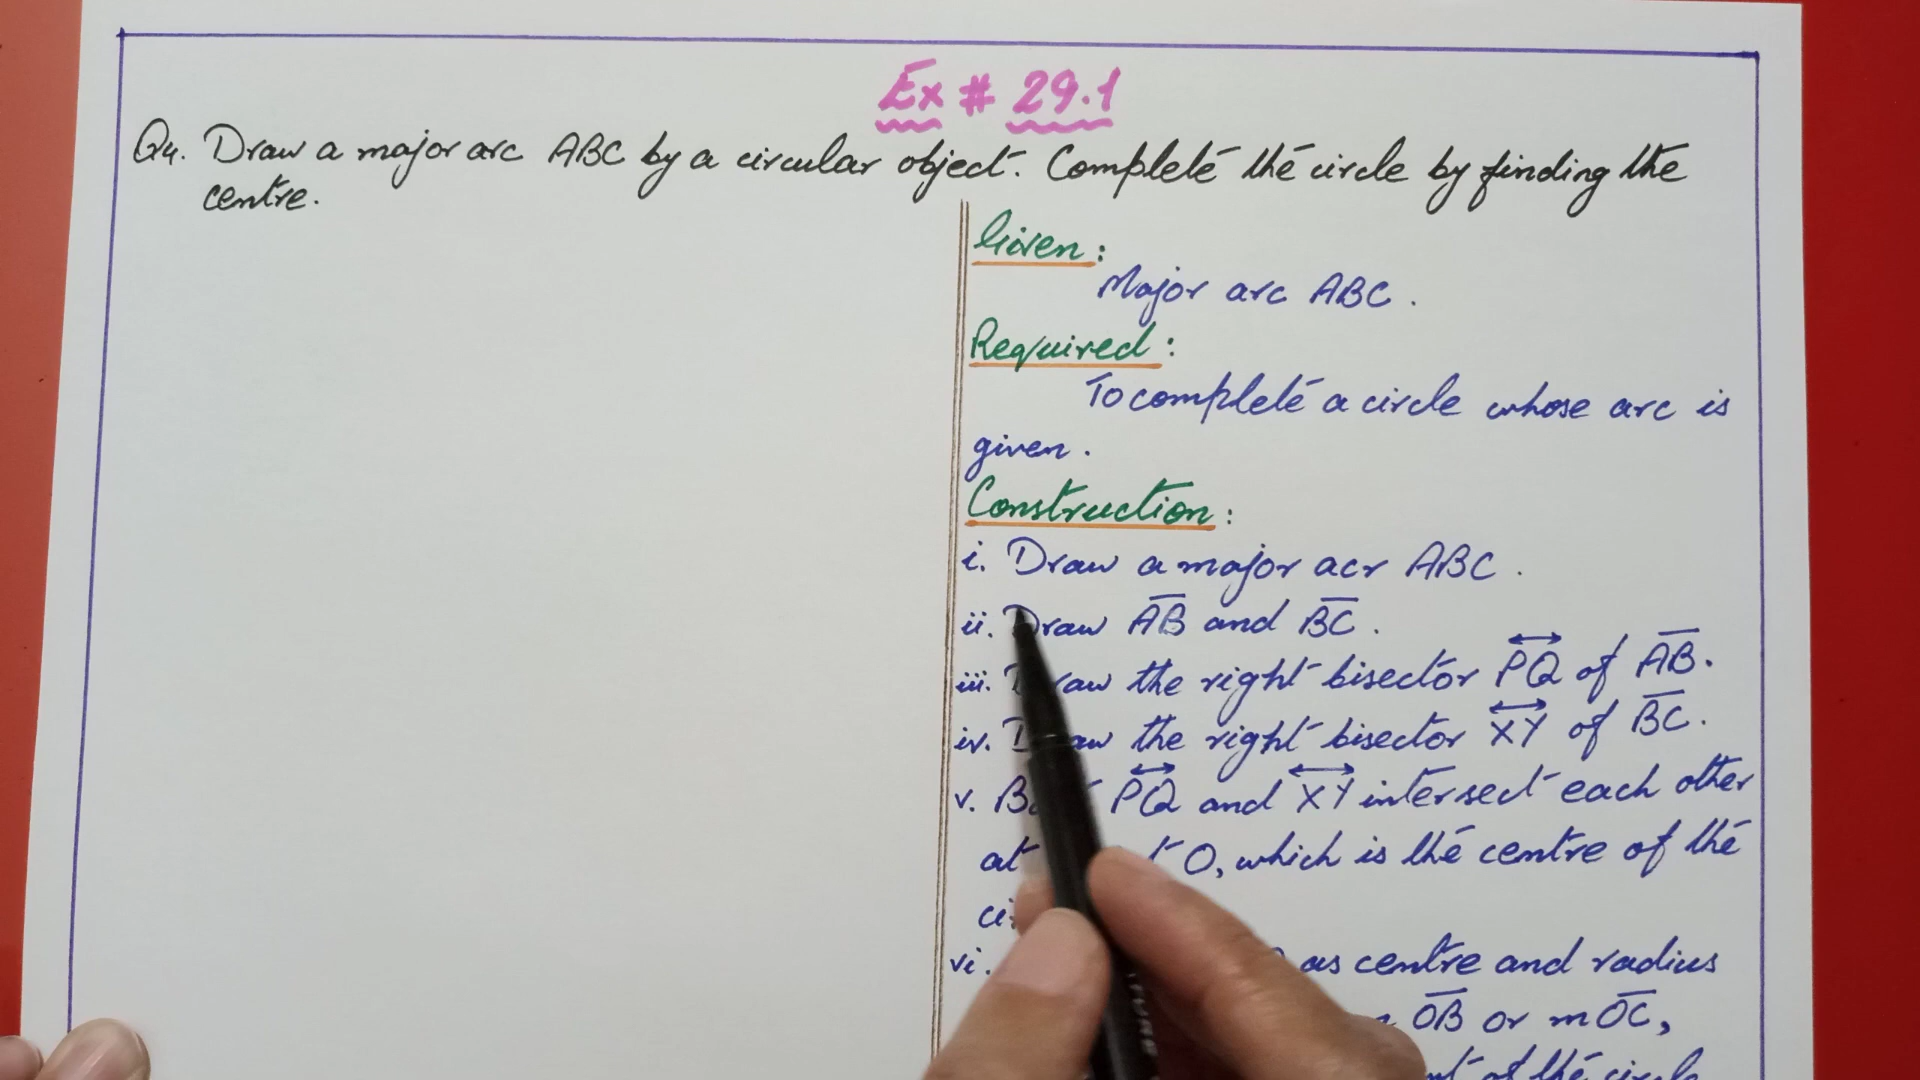 Ex # 29.1
Q4. Draw a major arc ABC by a circular object. Complete the circle by finding the
centre.
Given:
Major arc ABC.
Required:
To complete a circle whose arc is
given.
Construction:
i. Draw a major acr ABC.
ii. Draw AB and BC.
iii. Draw the right bisector PQ of AB.
iv. Draw the right bisector XY of BC.
v. PQ and XY intersect each other
at O, which is the centre of the
vi. as centre and radius
OB or mOC,
of the circle